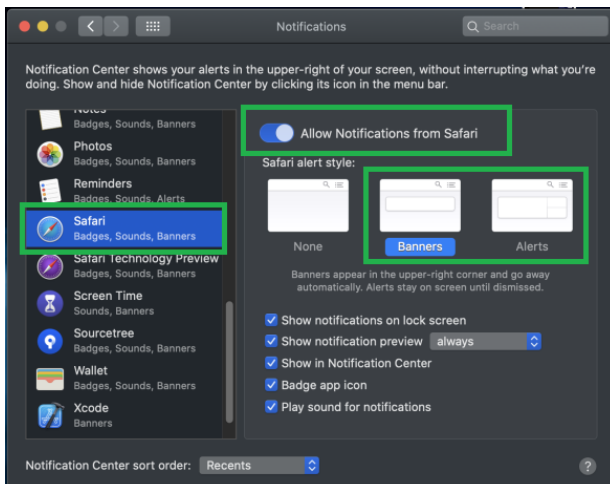 Notifications
Search
Notification Center shows your alerts in the upper-right of your screen, without interrupting what you're
doing. Show and hide Notification Center by clicking its icon in the menu bar.
Notes
Badges, Sounds, Banners
Photos
Badges, Sounds, Banners
Reminders
Badges, Sounds, Alerts
Safari
Badges, Sounds, Banners
Safari Technology Preview
Badges, Sounds, Banners
Screen Time
Sounds, Banners
Sourcetree
Badges, Sounds, Banners
Wallet
Badges, Sounds, Banners
Xcode
Banners
Allow Notifications from Safari
Safari alert style:
None
Banners
Alerts
Banners appear in the upper-right corner and go away
automatically. Alerts stay on screen until dismissed.
Show notifications on lock screen
Show notification preview always
Show in Notification Center
Badge app icon
Play sound for notifications
Notification Center sort order: Recents
?